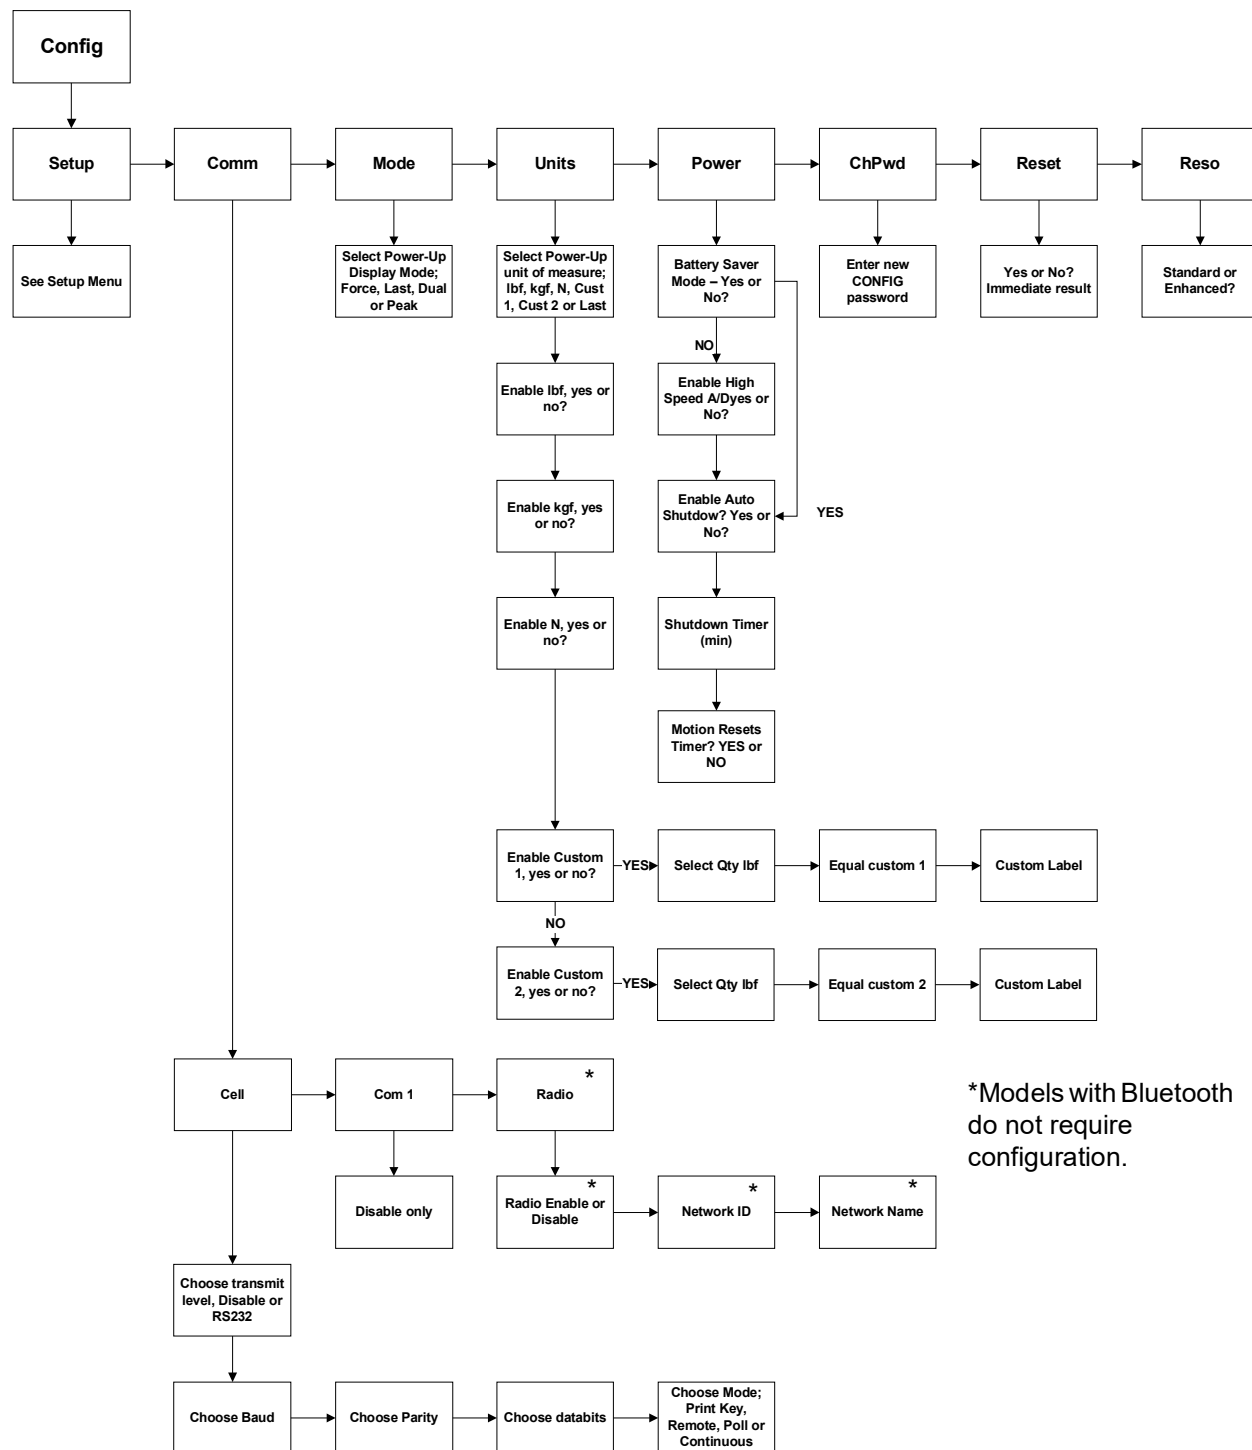 Config
Setup
Comm
Mode
Units
Power
ChPwd
Reset
Reso
See Setup Menu
Select Power-Up
Display Mode;
Force, Last, Dual
or Peak
Select Power-Up
unit of measure;
lbf, kgf, N, Cust
1, Cust 2 or Last
Battery Saver
Mode – Yes or
No?
Enter new
CONFIG
password
Yes or No?
Immediate result
Standard or
Enhanced?
NO
Enable lbf, yes or
no?
Enable High
Speed A/Dyes or
No?
Enable kgf, yes
or no?
Enable Auto
Shutdow? Yes or
No?
YES
Enable N, yes or
no?
Shutdown Timer
(min)
Motion Resets
Timer? YES or
NO
Enable Custom
1, yes or no?
YES
Select Qty lbf
Equal custom 1
Custom Label
NO
Enable Custom
2, yes or no?
YES
Select Qty lbf
Equal custom 2
Custom Label
Cell
Com 1
Radio
*
*Models with Bluetooth
do not require
configuration.
Disable only
Radio Enable or
Disable
*
Network ID
*
Network Name
*
Choose transmit
level, Disable or
RS232
Choose Baud
Choose Parity
Choose databits
Choose Mode;
Print Key,
Remote, Poll or
Continuous